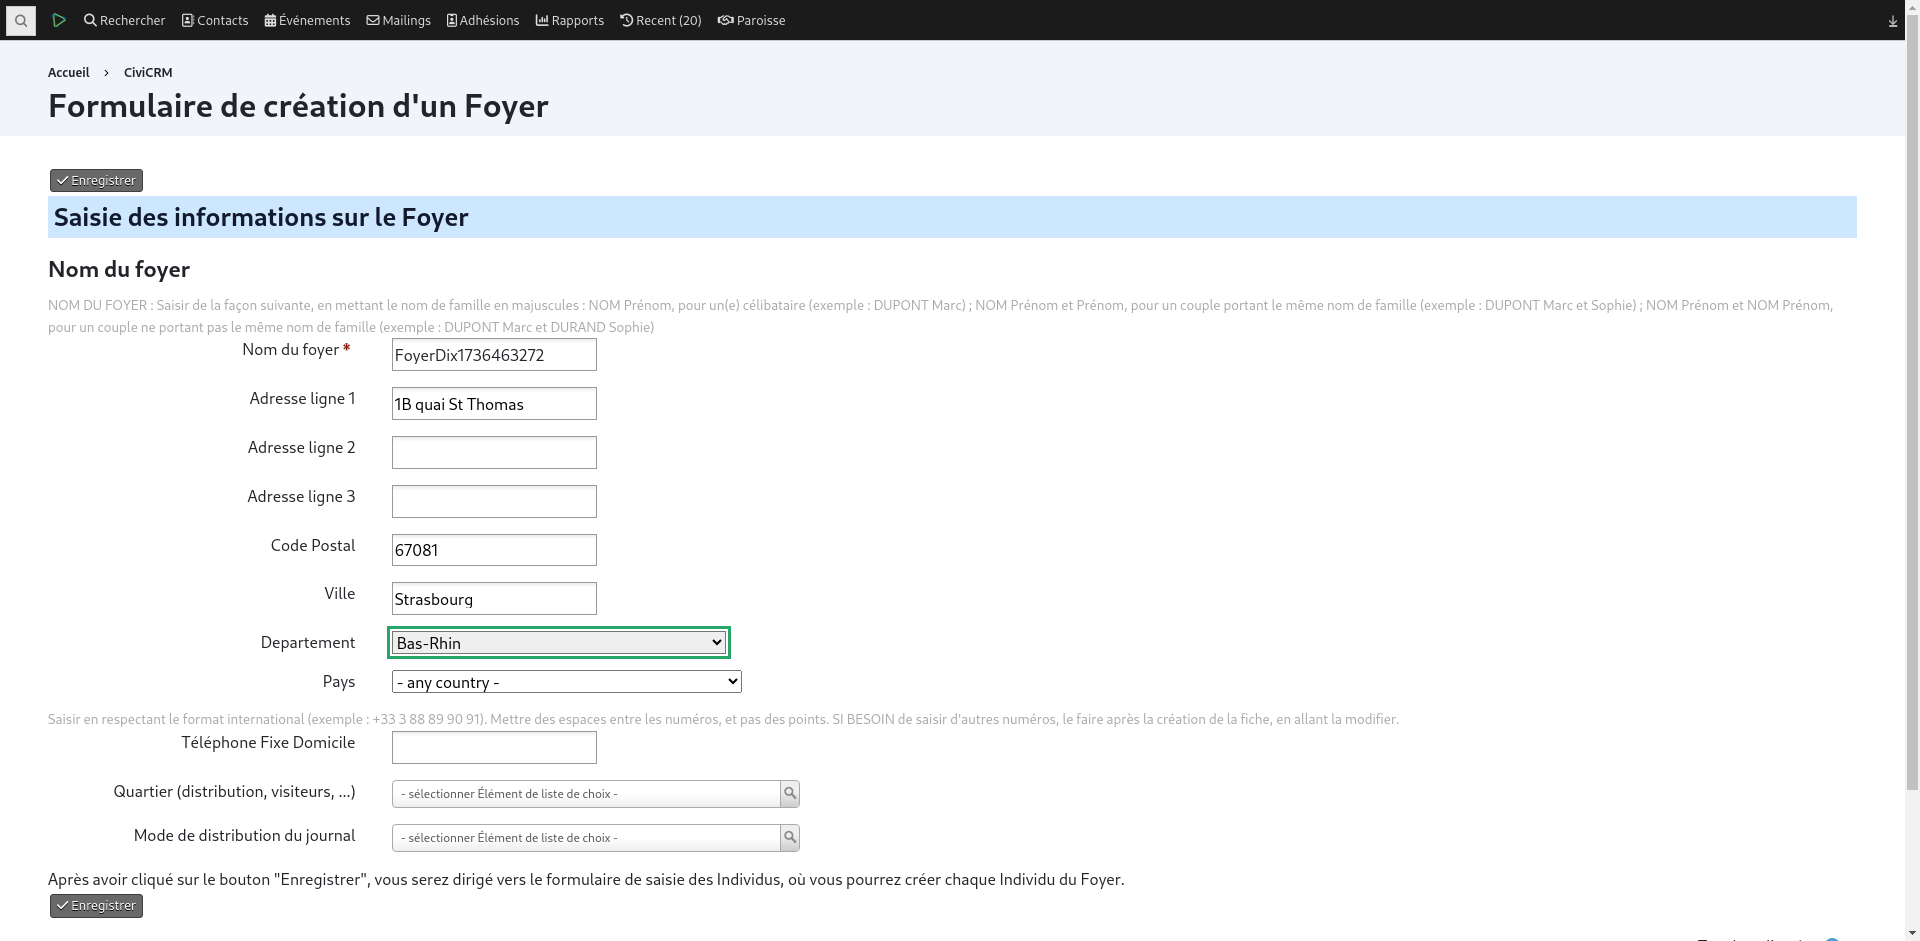 Rechercher Contacts Événements Mailings Adhésions Rapports Recent (20) Paroisse
Accueil > CiviCRM
Formulaire de création d'un Foyer
Enregistrer
Saisie des informations sur le Foyer
Nom du foyer
NOM DU FOYER : Saisir de la façon suivante, en mettant le nom de famille en majuscules : NOM Prénom, pour un(e) célibataire (exemple : DUPONT Marc) ; NOM Prénom et Prénom, pour un couple portant le même nom de famille (exemple : DUPONT Marc et Sophie) ; NOM Prénom et NOM Prénom,
pour un couple ne portant pas le même nom de famille (exemple : DUPONT Marc et DURAND Sophie)
Nom du foyer * FoyerDix1736463272
Adresse ligne 1 1B quai St Thomas
Adresse ligne 2
Adresse ligne 3
Code Postal 67081
Ville Strasbourg
Departement Bas-Rhin
Pays - any country -
Saisir en respectant le format international (exemple : +33 3 88 89 90 91). Mettre des espaces entre les numéros, et pas des points. SI BESOIN de saisir d'autres numéros, le faire après la création de la fiche, en allant la modifier.
Téléphone Fixe Domicile
Quartier (distribution, visiteurs, ...) - sélectionner Élément de liste de choix -
Mode de distribution du journal - sélectionner Élément de liste de choix -
Après avoir cliqué sur le bouton "Enregistrer", vous serez dirigé vers le formulaire de saisie des Individus, où vous pourrez créer chaque Individu du Foyer.
Enregistrer